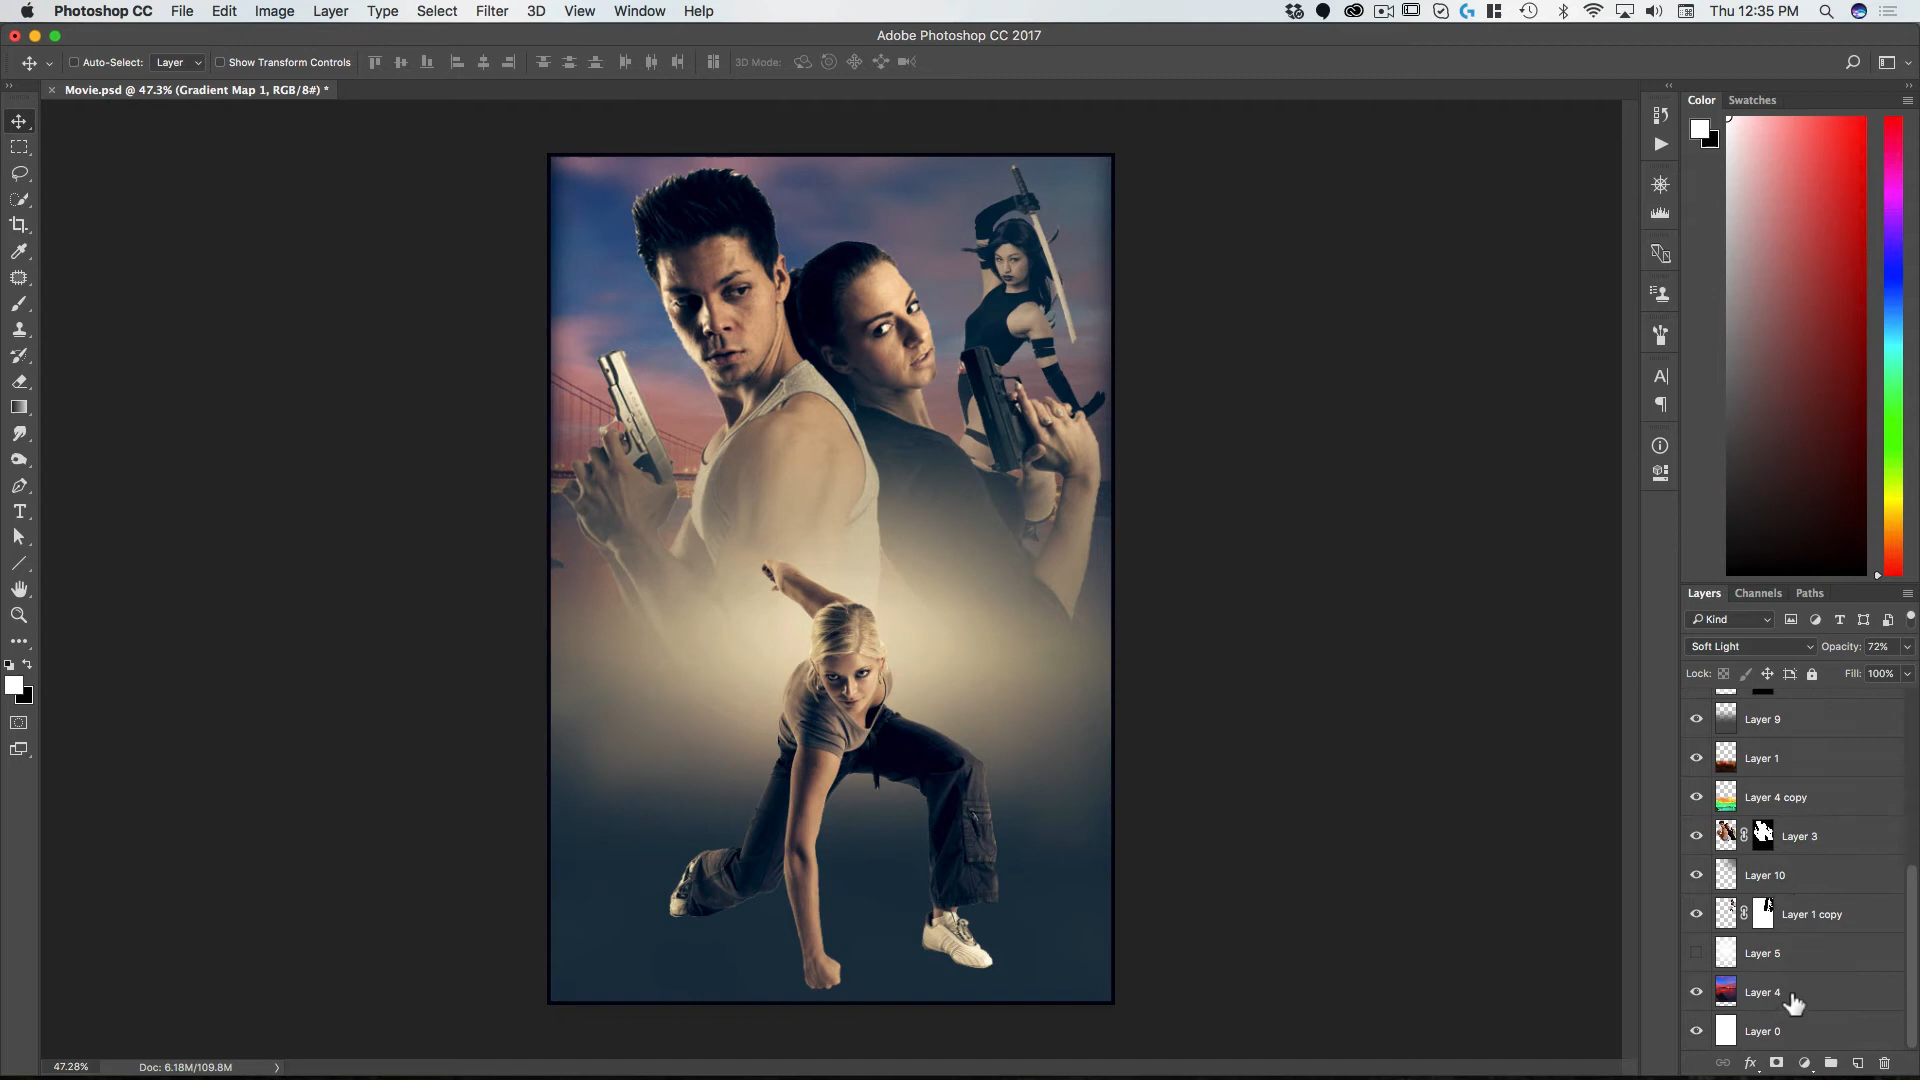 Photoshop CC File Edit Image Layer Type Select Filter 3D View Window Help
Thu 12:35 PM
Adobe Photoshop CC 2017
Auto-Select: Layer Show Transform Controls 3D Mode:
Movie.psd @ 47.3% (Gradient Map 1, RGB/8#) *
Color Swatches
Layers Channels Paths
Kind
Soft Light Opacity: 72%
Lock: Fill: 100%
Layer 9
Layer 1
Layer 4 copy
Layer 3
Layer 10
Layer 1 copy
Layer 5
Layer 4
Layer 0
47.28% Doc: 6.18M/109.8M